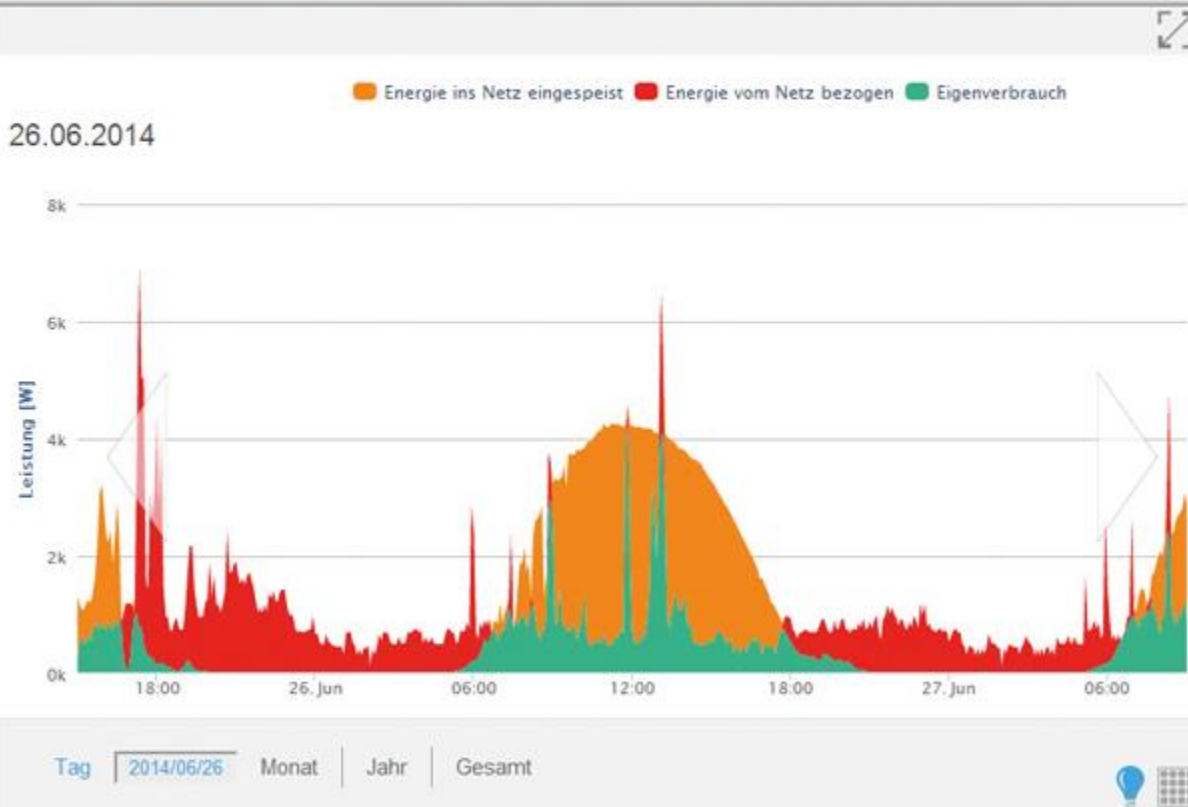 Energie ins Netz eingespeist Energie vom Netz bezogen Eigenverbrauch
26.06.2014
8k
6k
4k
2k
0k
Leistung [W]
18:00 26. Jun 06:00 12:00 18:00 27. Jun 06:00
Tag 2014/06/26 Monat Jahr Gesamt